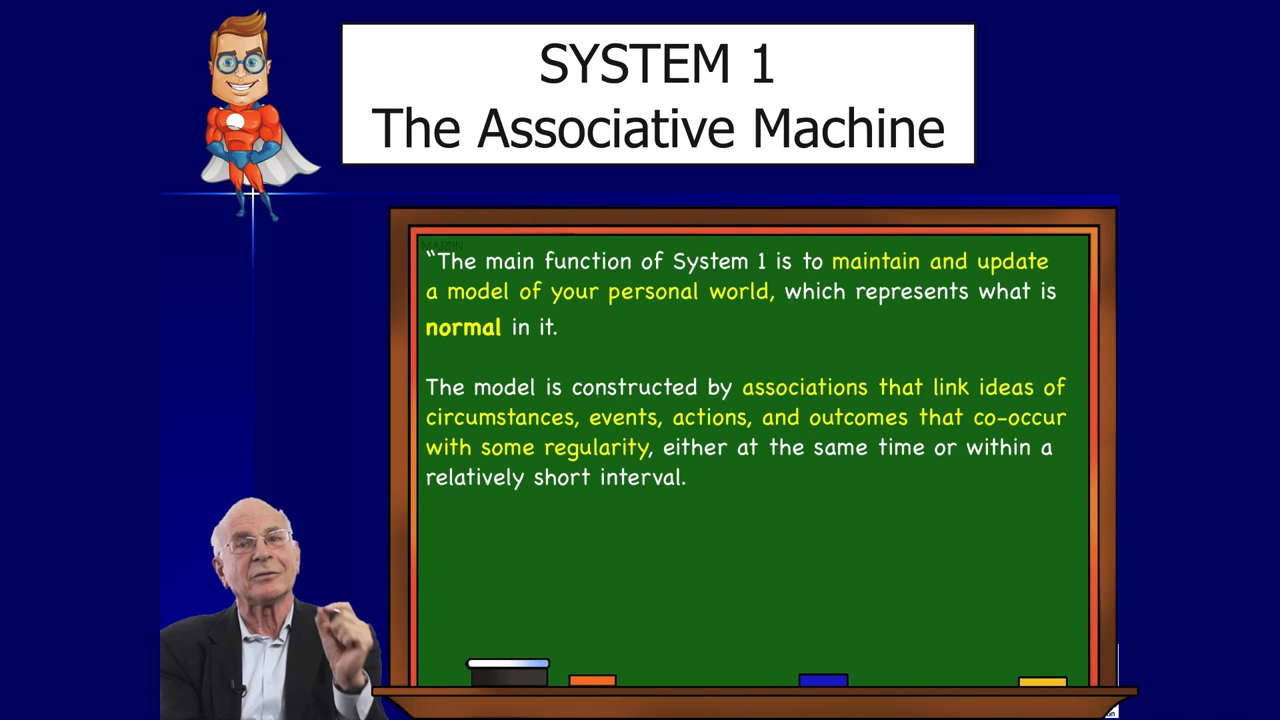 SYSTEM 1
The Associative Machine
MARTIN
“The main function of System 1 is to maintain and update
a model of your personal world, which represents what is
normal in it.
The model is constructed by associations that link ideas of
circumstances, events, actions, and outcomes that co-occur
with some regularity, either at the same time or within a
relatively short interval.